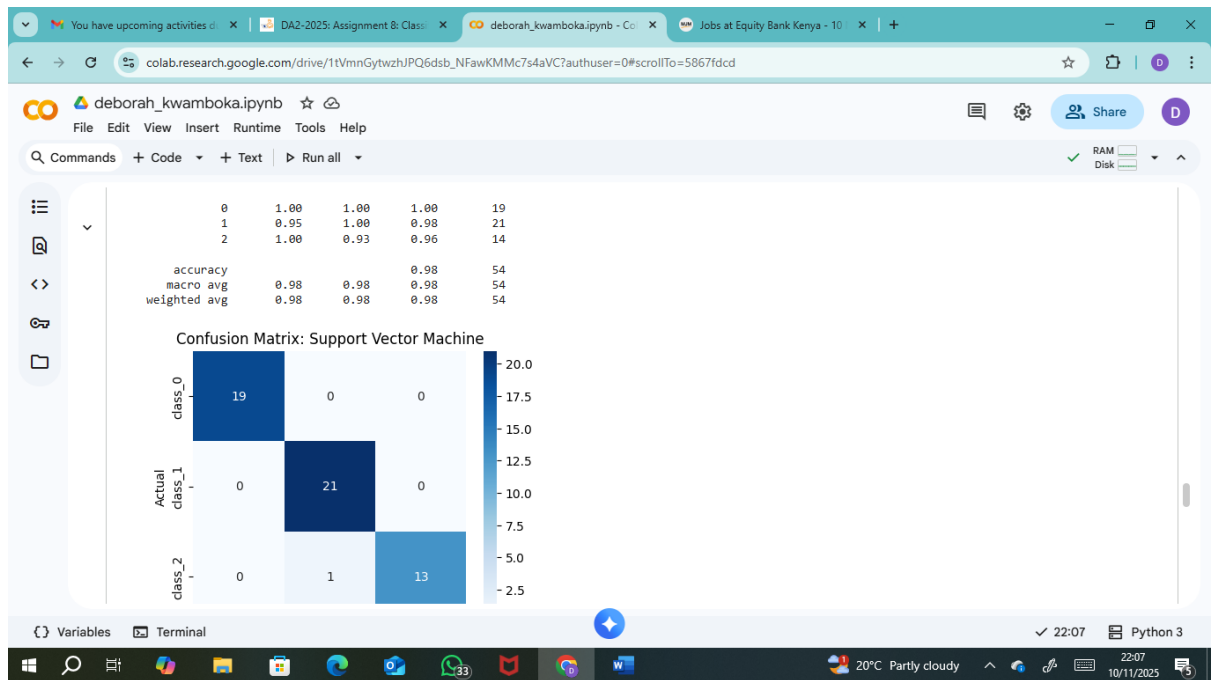 You have upcoming activities d
DA2-2025: Assignment 8: Class
deborah_kwamboka.ipynb - Col
Jobs at Equity Bank Kenya - 10
colab.research.google.com/drive/1tVmnGytwzhJPQ6dsb_NFawKMMc7s4aVC?authuser=0#scrollTo=5867fdcd
D
CO
deborah_kwamboka.ipynb
File Edit View Insert Runtime Tools Help
Share
D
Commands + Code + Text Run all
RAM
Disk
0 1.00 1.00 1.00 19
1 0.95 1.00 0.98 21
2 1.00 0.93 0.96 14
accuracy 0.98 54
macro avg 0.98 0.98 0.98 54
weighted avg 0.98 0.98 0.98 54
Confusion Matrix: Support Vector Machine
20.0
17.5
15.0
12.5
10.0
7.5
5.0
2.5
Actual
class_0
19 0 0
class_1
0 21 0
class_2
0 1 13
{} Variables Terminal
22:07 Python 3
33
20°C Partly cloudy
22:07
10/11/2025
5